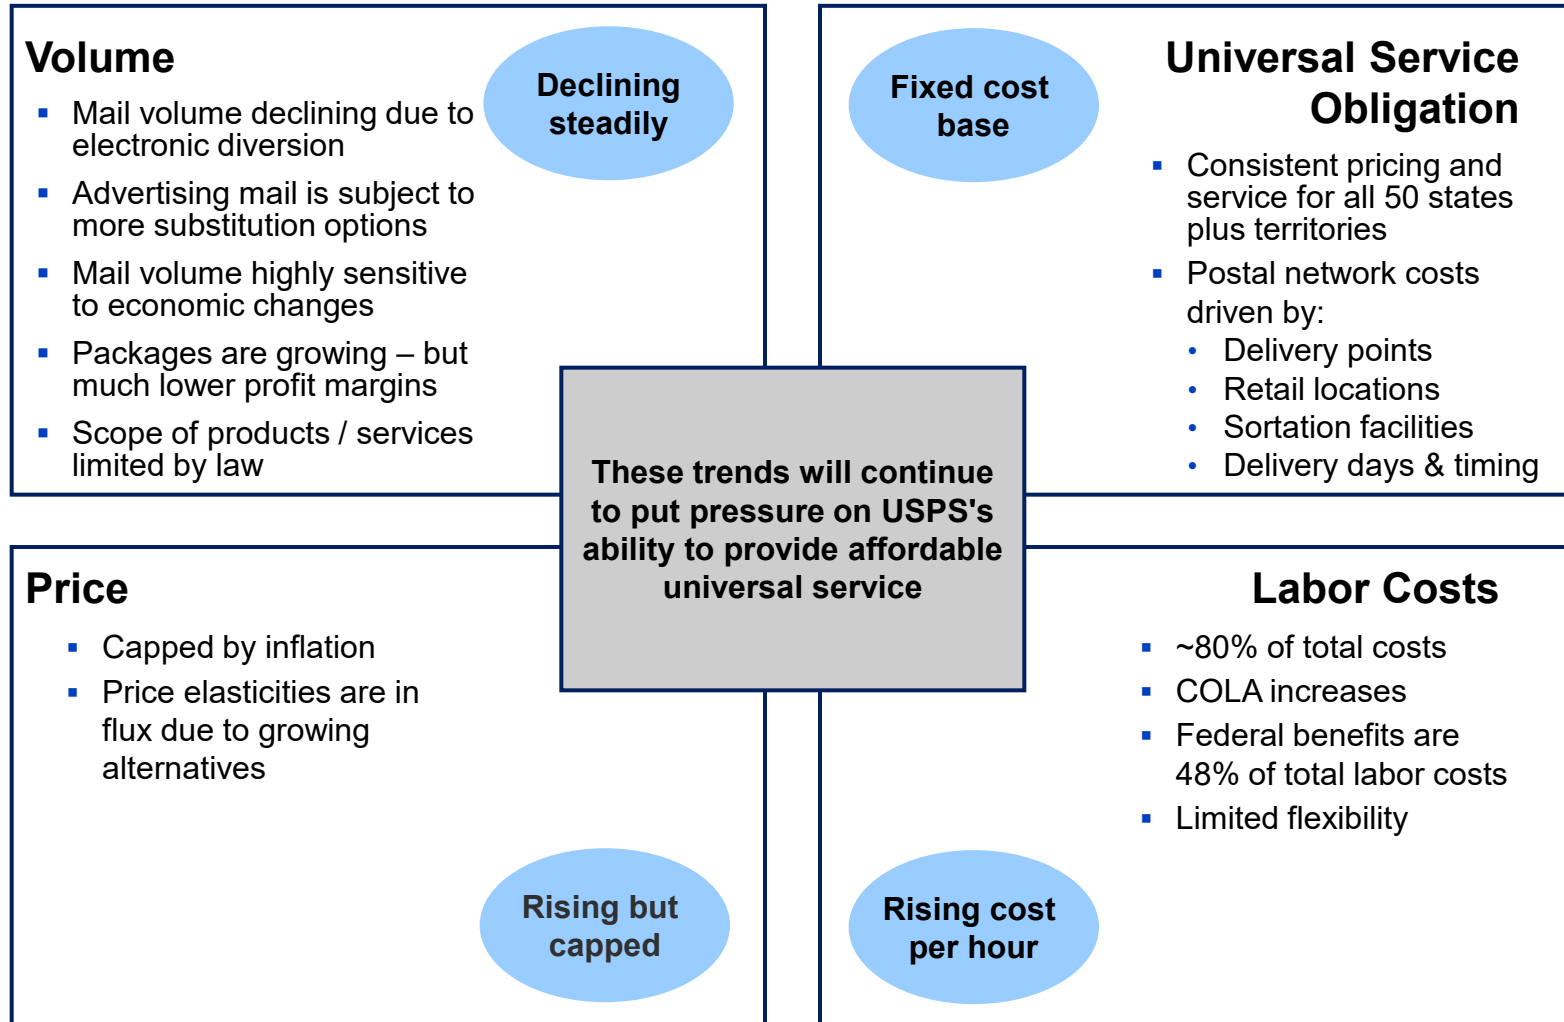 Volume
Declining
steadily
Mail volume declining due to
electronic diversion
Advertising mail is subject to
more substitution options
Mail volume highly sensitive
to economic changes
Packages are growing – but
much lower profit margins
Scope of products / services
limited by law
Fixed cost
base
Universal Service
Obligation
Consistent pricing and
service for all 50 states
plus territories
Postal network costs
driven by:
Delivery points
Retail locations
Sortation facilities
Delivery days & timing
These trends will continue
to put pressure on USPS's
ability to provide affordable
universal service
Price
Capped by inflation
Price elasticities are in
flux due to growing
alternatives
Rising but
capped
Labor Costs
~80% of total costs
COLA increases
Federal benefits are
48% of total labor costs
Limited flexibility
Rising cost
per hour